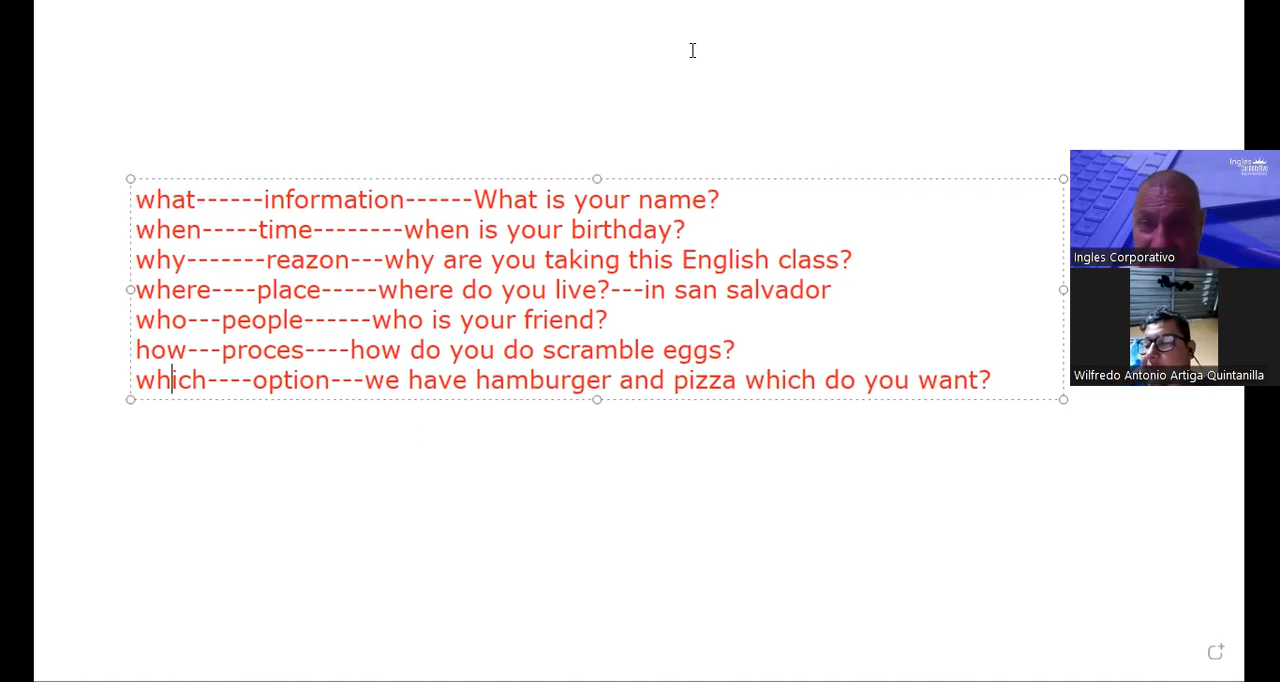 what------information------What is your name?
when-----time--------when is your birthday?
why-------reazon---why are you taking this English class?
where----place-----where do you live?---in san salvador
who---people------who is your friend?
how---proces----how do you do scramble eggs?
which----option---we have hamburger and pizza which do you want?
Ingles
Corporativo
Ingles Corporativo
Wilfredo Antonio Artiga Quintanilla